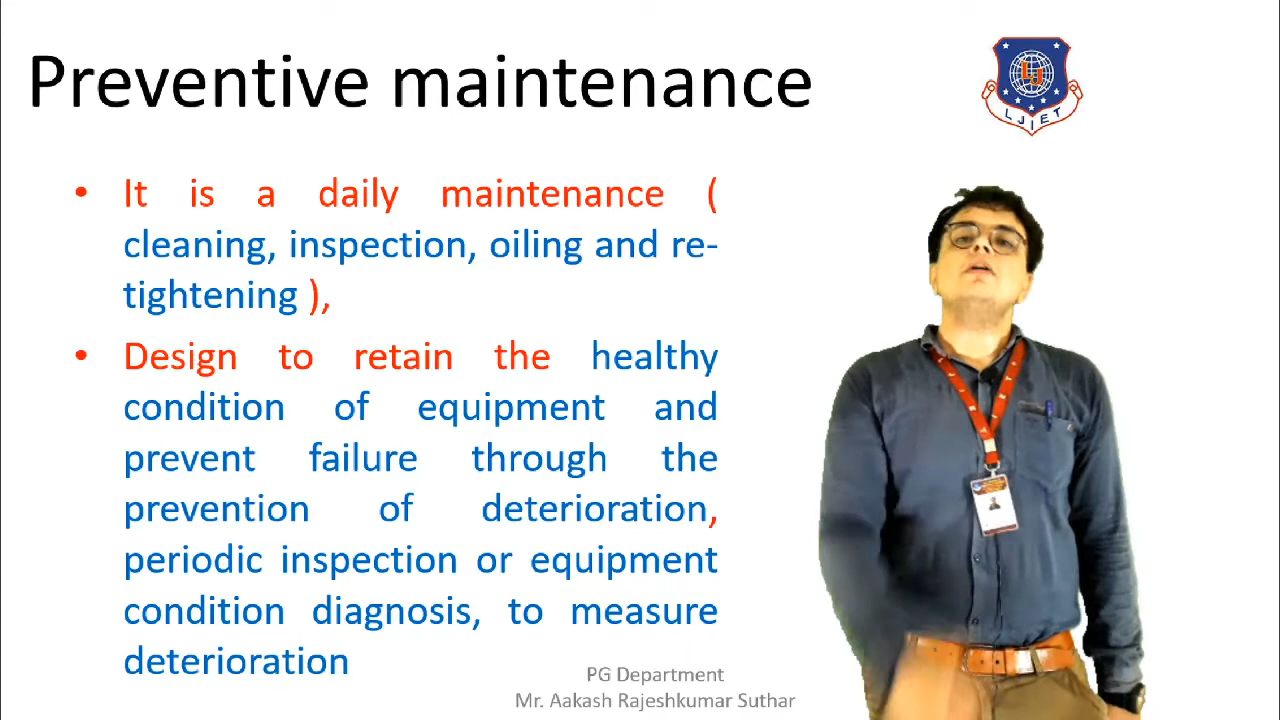 Preventive maintenance
LJIET
• It is a daily maintenance (
cleaning, inspection, oiling and re-
tightening ),
• Design to retain the healthy
condition of equipment and
prevent failure through the
prevention of deterioration,
periodic inspection or equipment
condition diagnosis, to measure
deterioration
PG Department
Mr. Aakash Rajeshkumar Suthar